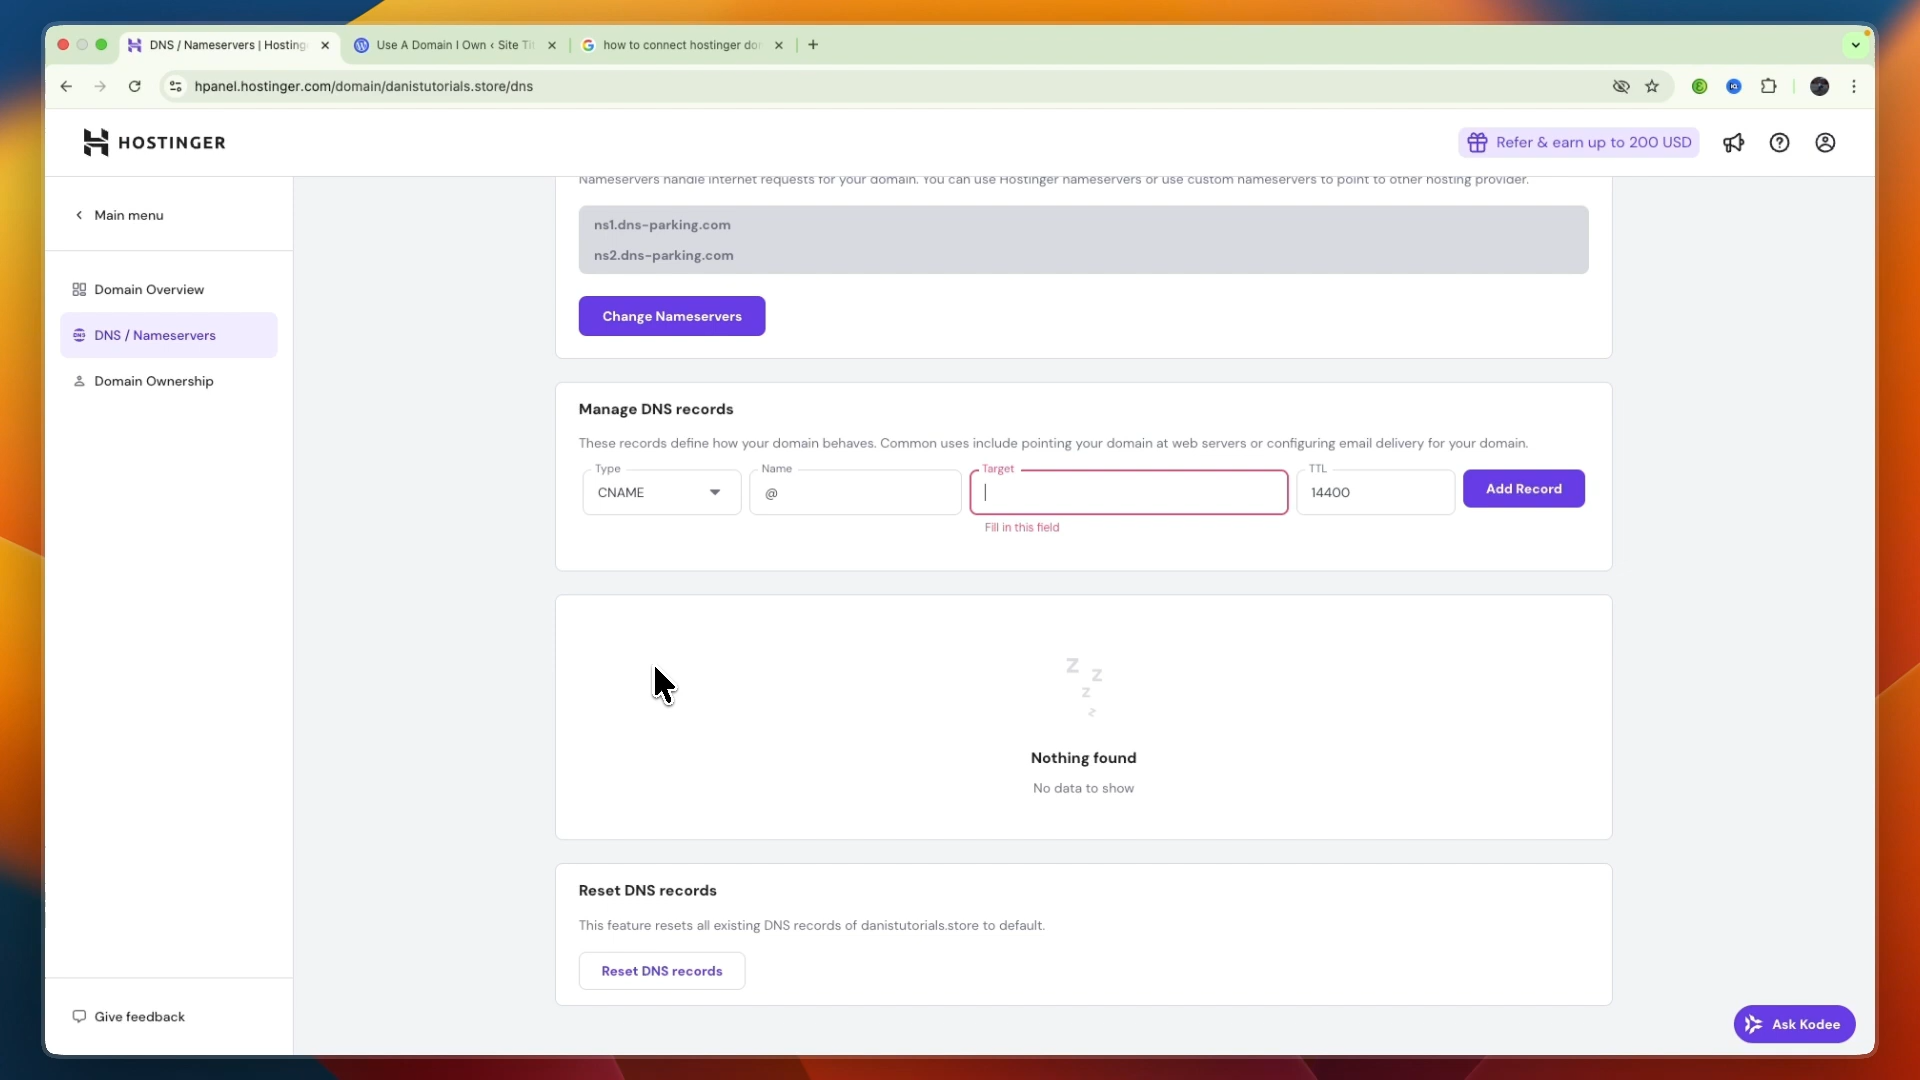 DNS / Nameservers | Hosting
Use A Domain I Own ‹ Site Tit
how to connect hostinger do
hpanel.hostinger.com/domain/danistutorials.store/dns
HOSTINGER
Refer & earn up to 200 USD
Main menu
Domain Overview
DNS / Nameservers
Domain Ownership
Nameservers handle internet requests for your domain. You can use Hostinger nameservers or use custom nameservers to point to other hosting provider.
ns1.dns-parking.com
ns2.dns-parking.com
Change Nameservers
Manage DNS records
These records define how your domain behaves. Common uses include pointing your domain at web servers or configuring email delivery for your domain.
Type Name Target TTL
CNAME @ 14400 Add Record
Fill in this field
Z Z
Z
Z
Nothing found
No data to show
Reset DNS records
This feature resets all existing DNS records of danistutorials.store to default.
Reset DNS records
Give feedback
Ask Kodee